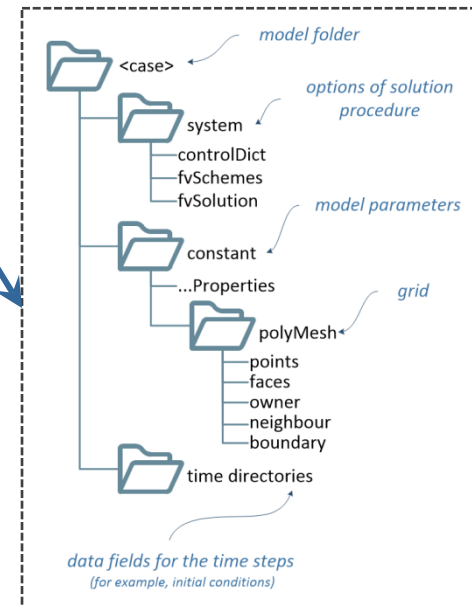 model folder
<case>
options of solution
procedure
system
controlDict
fvSchemes
fvSolution
model parameters
constant
...Properties
grid
polyMesh
points
faces
owner
neighbour
boundary
time directories
data fields for the time steps
(for example, initial conditions)